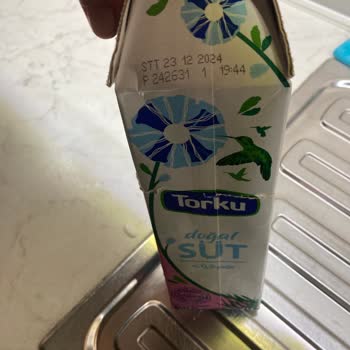 STT 23 12 2024
P 242631 1 19:44
Torku
doğal
SÜT